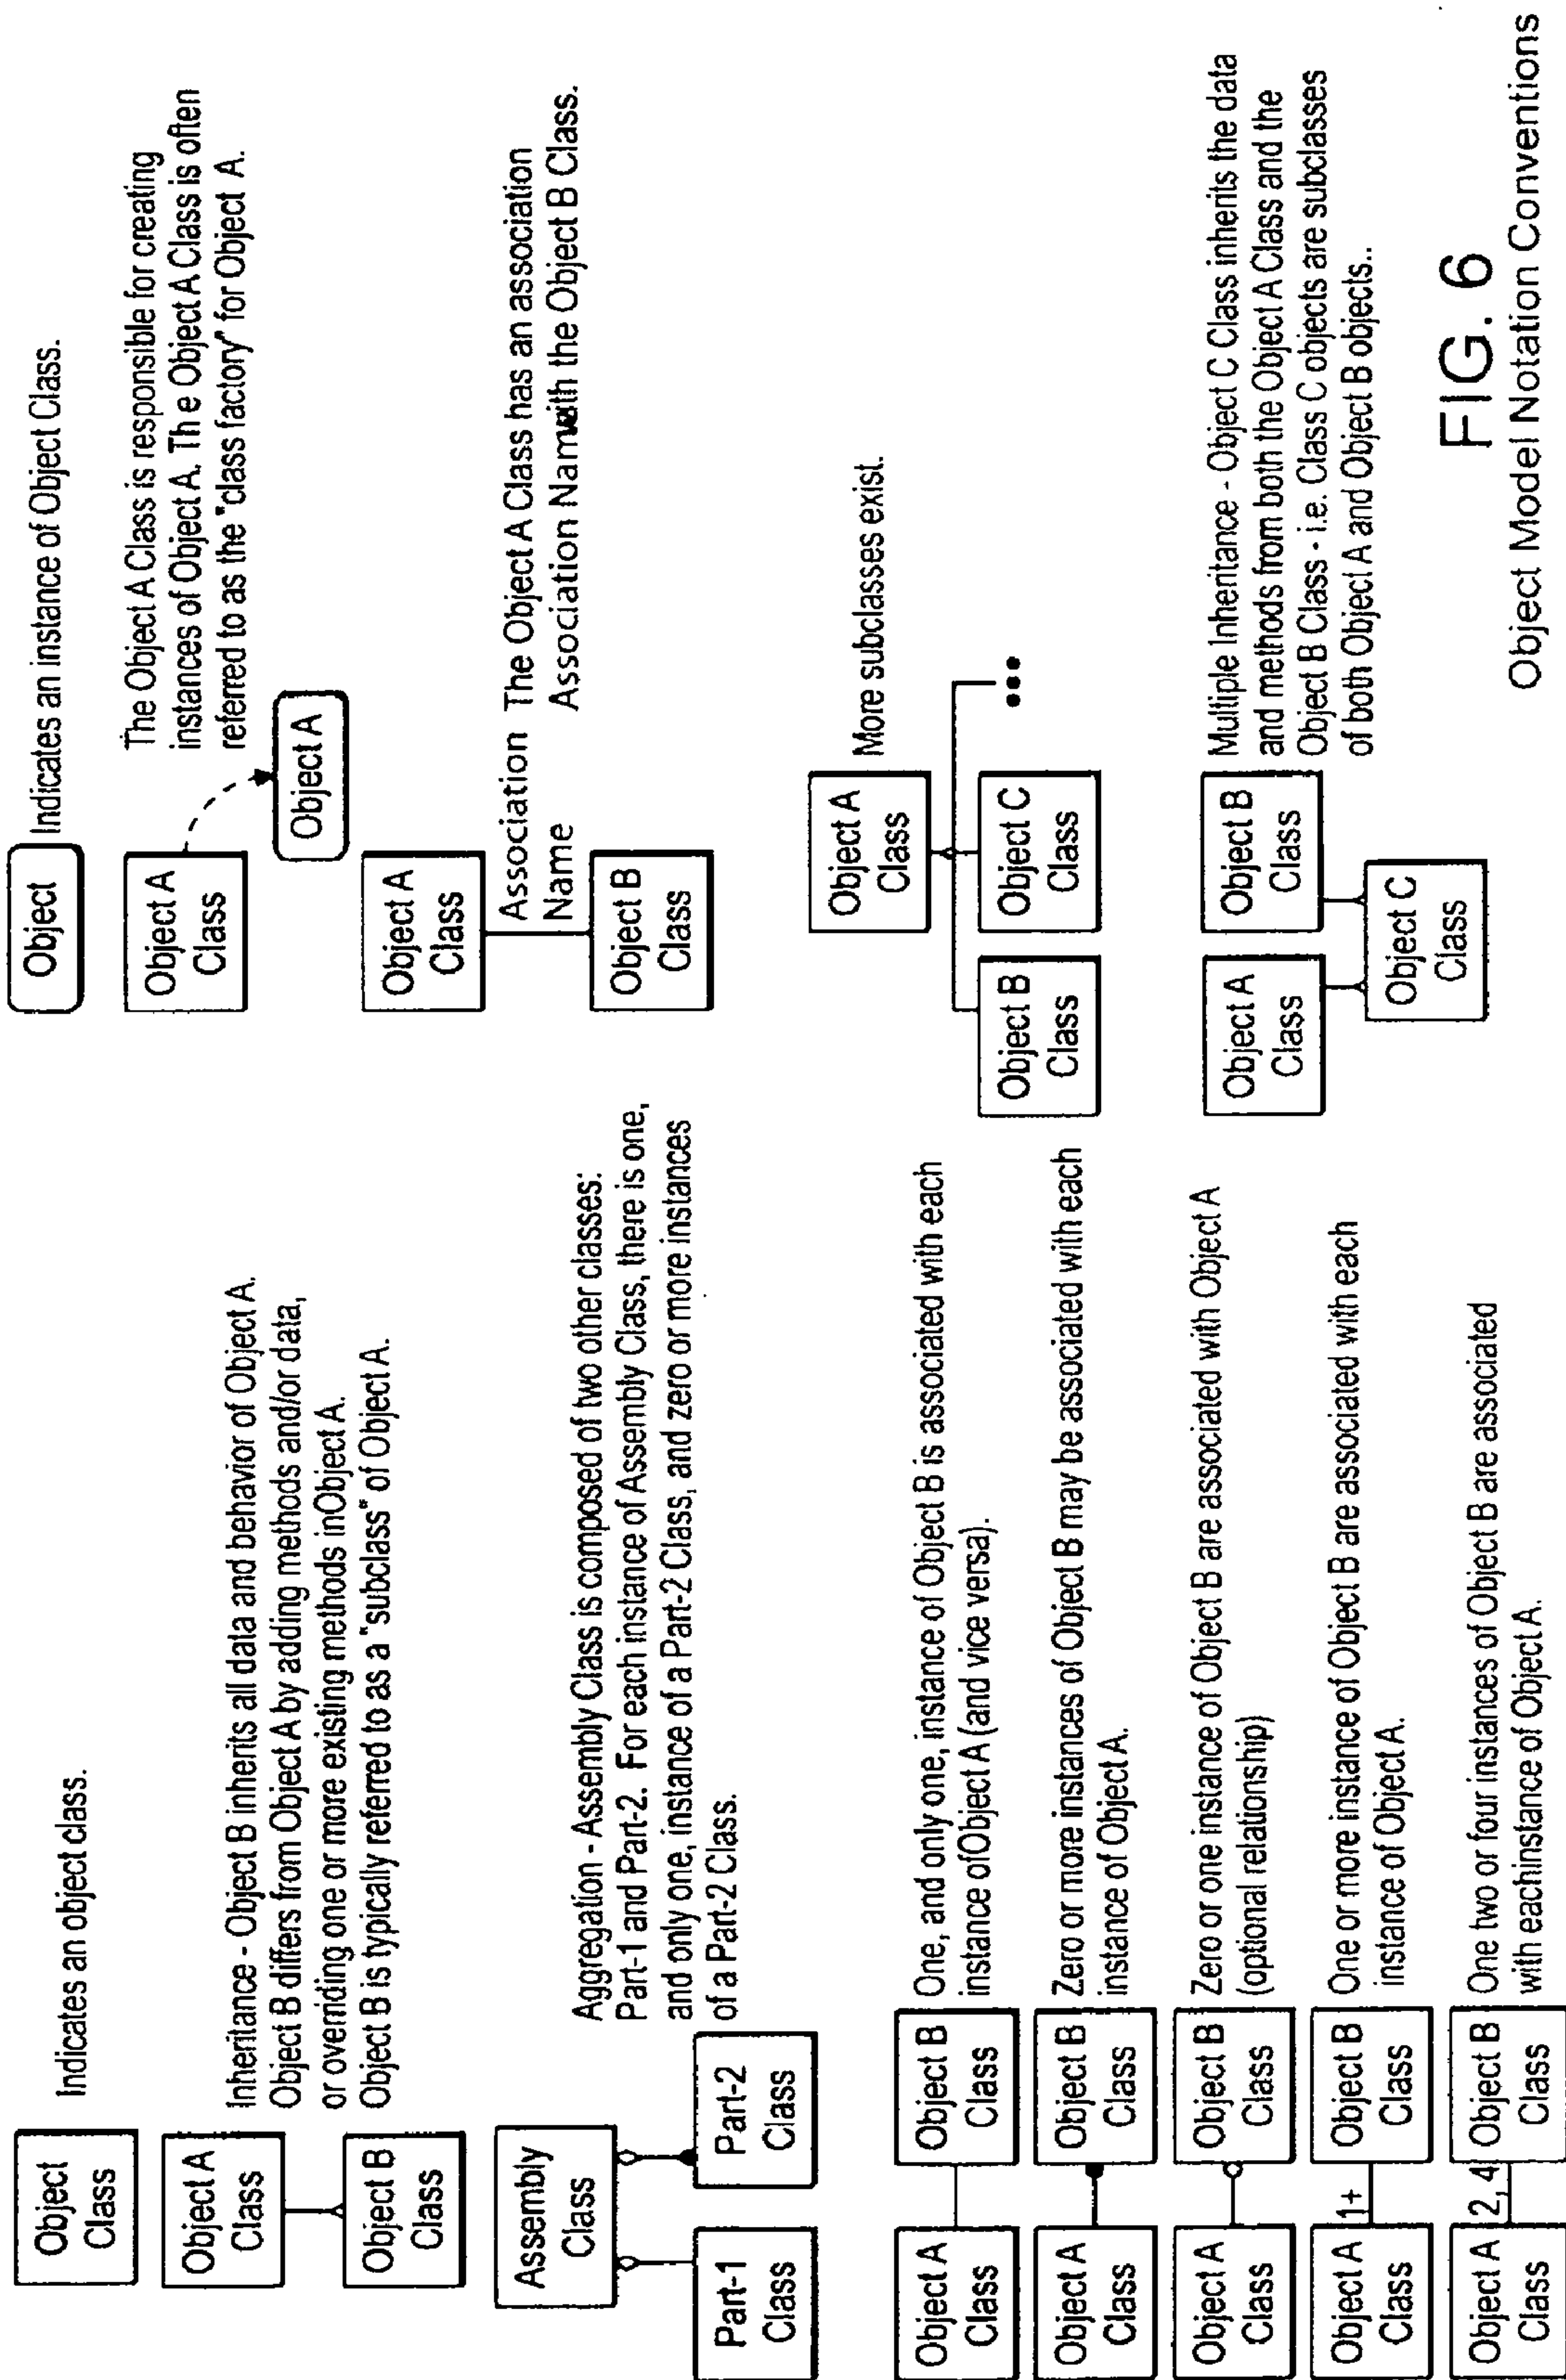 Object
Class
Indicates an object class.
Object A
Class
Object B
Class
Inheritance - Object B inherits all data and behavior of Object A.
Object B differs from Object A by adding methods and/or data,
or overriding one or more existing methods inObject A.
Object B is typically referred to as a "subclass" of Object A.
Assembly
Class
Part-1
Class
Part-2
Class
Aggregation - Assembly Class is composed of two other classes:
Part-1 and Part-2. For each instance of Assembly Class, there is one,
and only one, instance of a Part-2 Class, and zero or more instances
of a Part-2 Class.
Object A
Class
Object B
Class
One, and only one, instance of Object B is associated with each
instance ofObject A (and vice versa).
Object A
Class
Object B
Class
Zero or more instances of Object B may be associated with each
instance of Object A.
Object A
Class
Object B
Class
Zero or one instance of Object B are associated with Object A
(optional relationship)
Object A
Class
1+
Object B
Class
One or more instance of Object B are associated with each
instance of Object A.
Object A
Class
2, 4
Object B
Class
One two or four instances of Object B are associated
with eachinstance of Object A.
Object
Indicates an instance of Object Class.
Object A
Class
Object A
The Object A Class is responsible for creating
instances of Object A. Th e Object A Class is often
referred to as the "class factory" for Object A.
Object A
Class
Association
Name
Object B
Class
The Object A Class has an association
Association Namewith the Object B Class.
Object A
Class
Object B
Class
Object C
Class
More subclasses exist.
Object A
Class
Object B
Class
Object C
Class
Multiple Inheritance - Object C Class inherits the data
and methods from both the Object A Class and the
Object B Class - i.e. Class C objects are subclasses
of both Object A and Object B objects..
FIG. 6
Object Model Notation Conventions